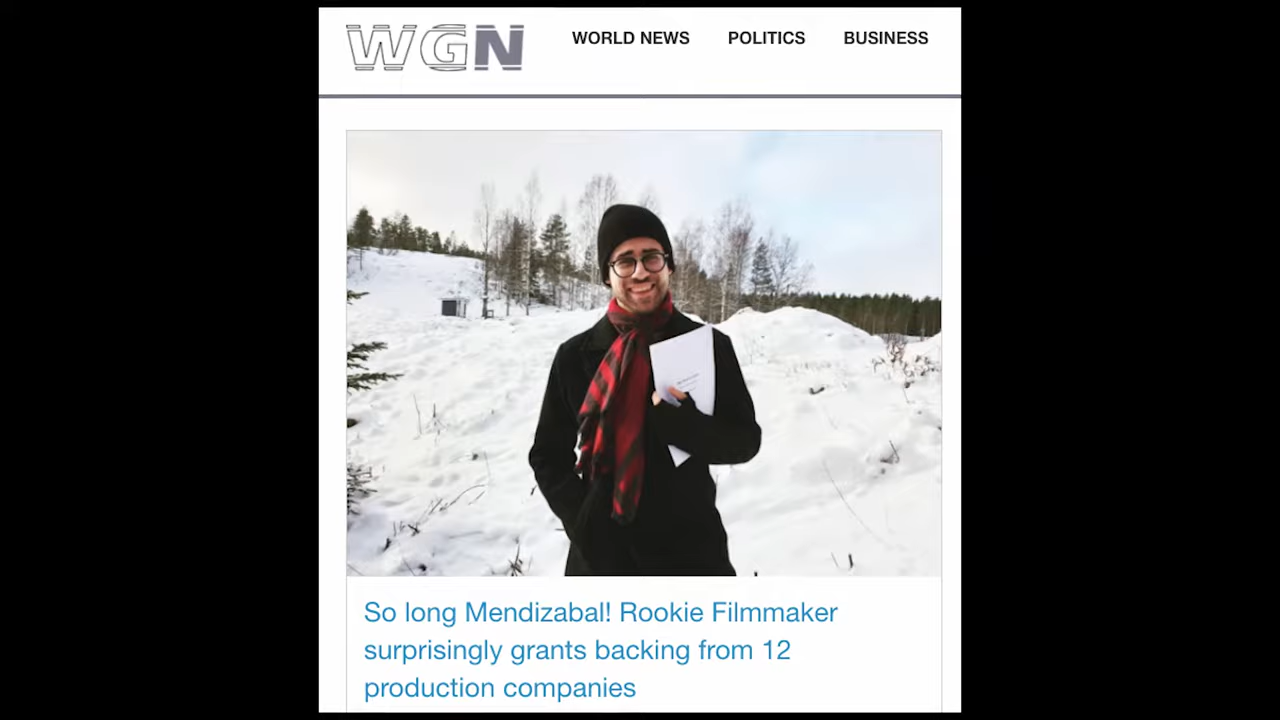 WGN
WORLD NEWS
POLITICS
BUSINESS
So long Mendizabal! Rookie Filmmaker
surprisingly grants backing from 12
production companies